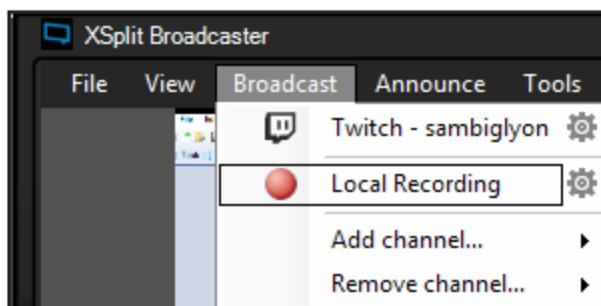 XSplit Broadcaster
File View Broadcast Announce Tools
Twitch - sambiglyon
Local Recording
Add channel...
Remove channel...